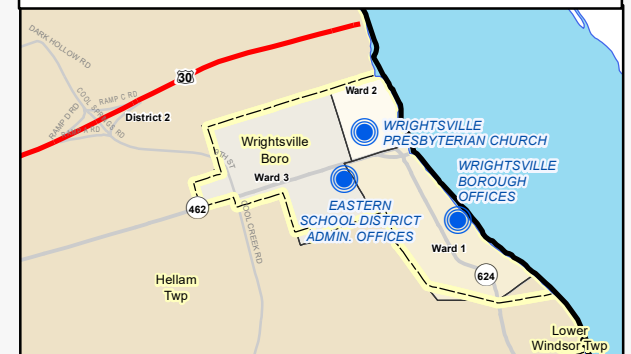 DARK HOLLOW RD
30
COOL SPRINGS RD
RAMP C RD
RAMP D RD
District 2
Ward 2
WRIGHTSVILLE
PRESBYTERIAN CHURCH
Wrightsville
Boro
Ward 3
WRIGHTSVILLE
BOROUGH
OFFICES
462
EASTERN
SCHOOL DISTRICT
ADMIN. OFFICES
COOL CREEK RD
Ward 1
624
Hellam
Twp
Lower
Windsor Twp